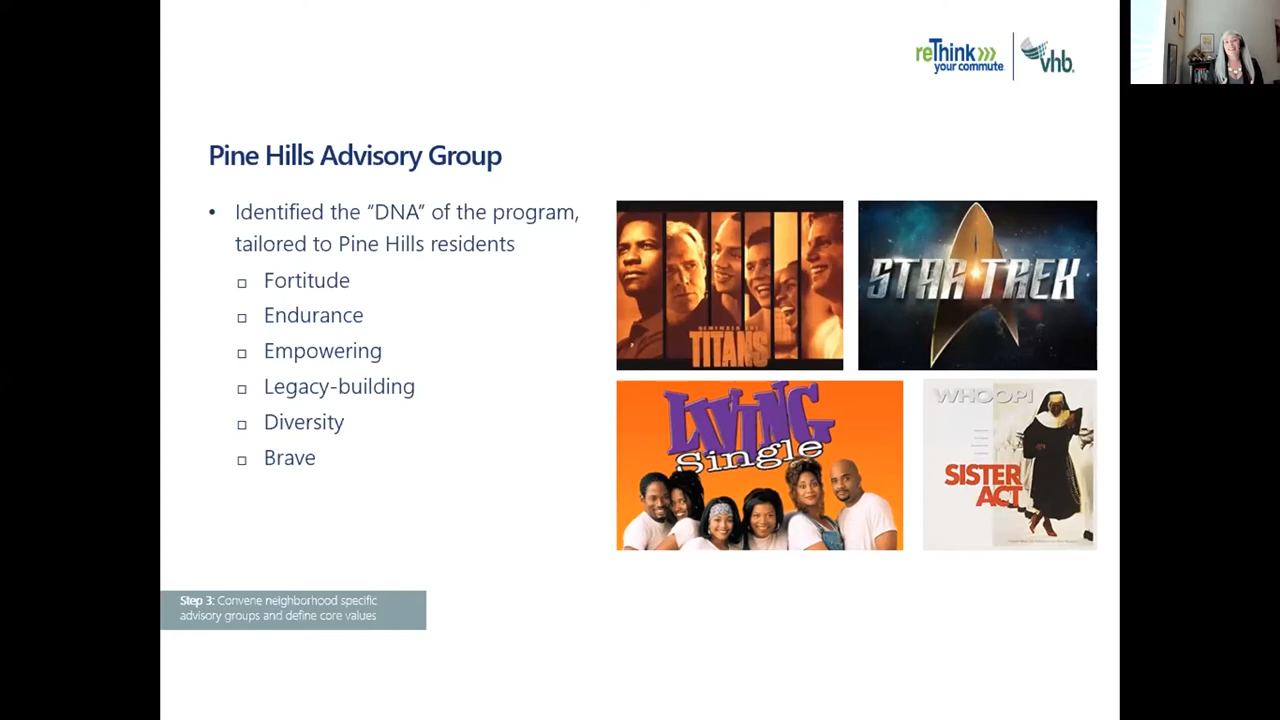 reThink
your commute
vhb
Pine Hills Advisory Group
• Identified the “DNA” of the program,
tailored to Pine Hills residents
Fortitude
Endurance
Empowering
Legacy-building
Diversity
Brave
REMEMBER THE
TITANS
STAR TREK
LIVING
Single
WHOOPI
SISTER
ACT
Step 3: Convene neighborhood specific
advisory groups and define core values